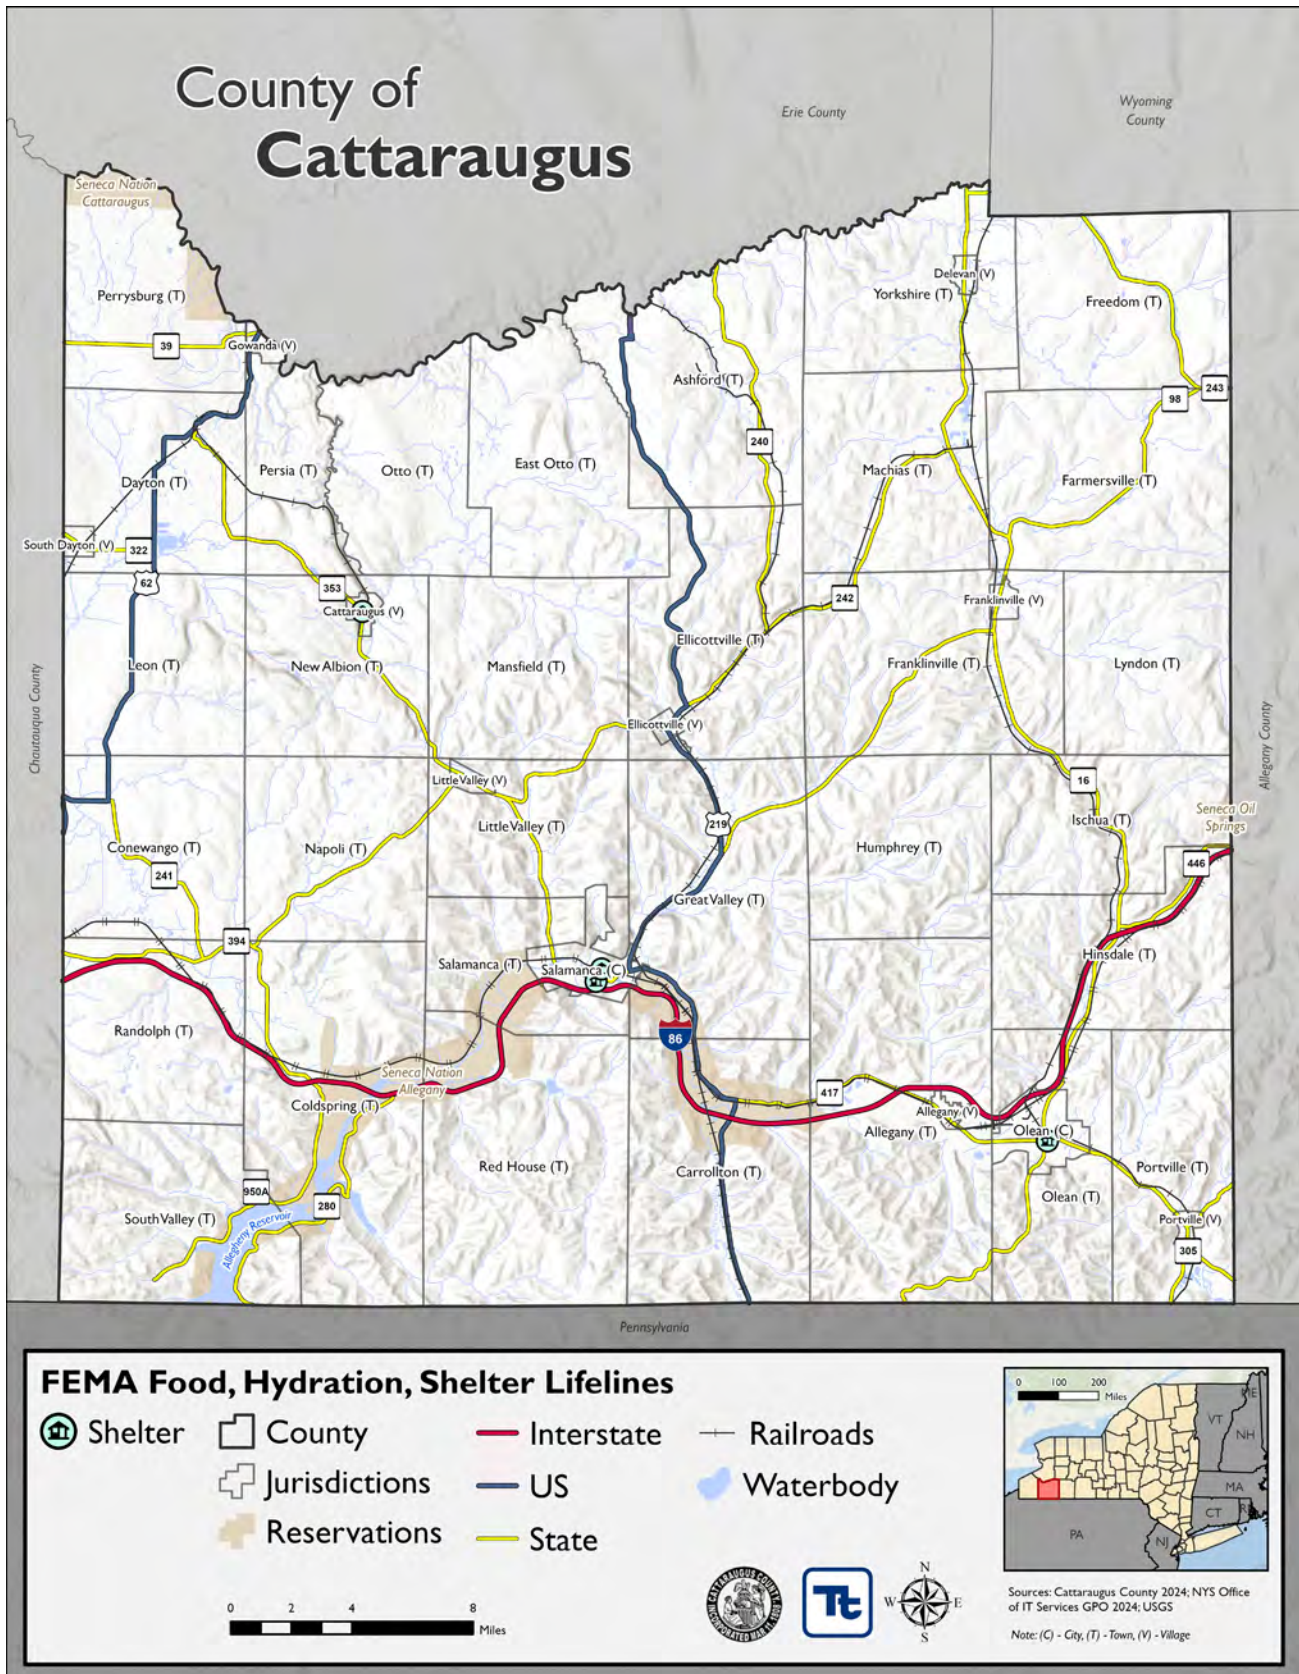 County of
Cattaraugus
Erie County
Wyoming
County
Seneca Nation
Cattaraugus
Delevan (V)
Yorkshire (T)
Perrysburg (T)
Freedom (T)
39
Gowanda (V)
Ashford (T)
98
243
240
Persia (T)
Otto (T)
East Otto (T)
Machias (T)
Dayton (T)
Farmersville (T)
South Dayton (V)
322
62
353
242
Franklinville (V)
Cattaraugus (V)
Ellicottville (T)
Leon (T)
New Albion (T)
Mansfield (T)
Franklinville (T)
Lyndon (T)
Chautauqua County
Allegany County
Ellicottville (V)
Little Valley (V)
16
Seneca Oil
Springs
219
Little Valley (T)
Ischua (T)
Conewango (T)
Napoli (T)
Humphrey (T)
446
241
Great Valley (T)
394
Hinsdale (T)
Salamanca (T)
Salamanca (C)
Randolph (T)
86
Seneca Nation
Allegany
417
Coldspring (T)
Allegany (V)
Allegany (T)
Olean (C)
Red House (T)
Carrollton (T)
Portville (T)
950A
280
Olean (T)
South Valley (T)
Allegheny Reservoir
Portville (V)
305
Pennsylvania
FEMA Food, Hydration, Shelter Lifelines
Shelter
County
Interstate
Railroads
Jurisdictions
US
Waterbody
Reservations
State
0 2 4 8
Miles
CATTARAUGUS COUNTY
INCORPORATED MAR 11, 1808
Tt
N
W
E
S
0 100 200
Miles
ME
VT
NH
MA
CT
RI
PA
NJ
Sources: Cattaraugus County 2024; NYS Office
of IT Services GPO 2024; USGS
Note: (C) - City, (T) - Town, (V) - Village